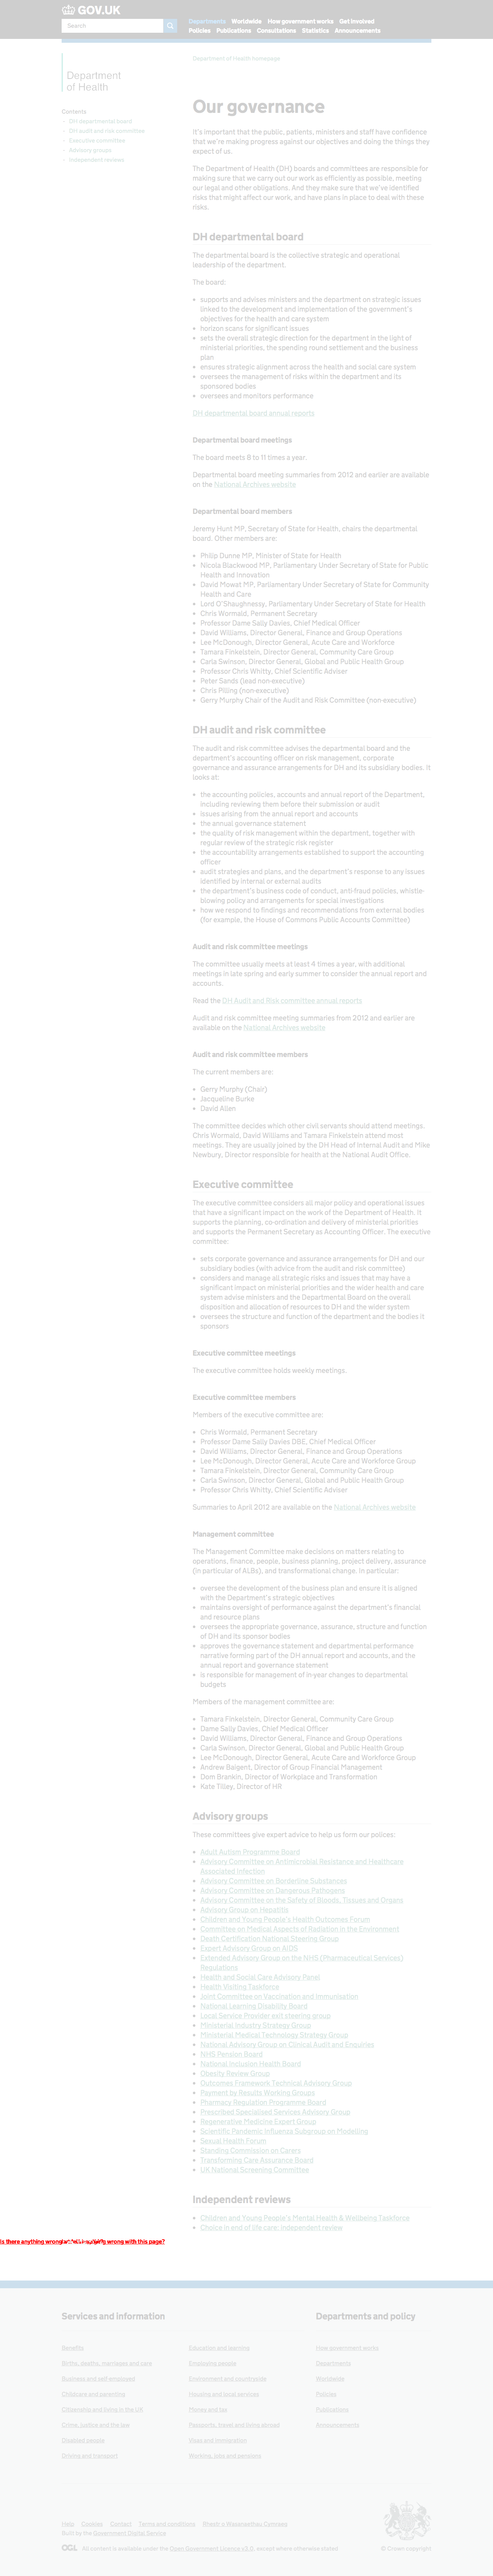 GOV.UK
Search
Departments Worldwide How government works Get involved
Policies Publications Consultations Statistics Announcements
Department of Health homepage
Department
of Health
Contents
DH departmental board
DH audit and risk committee
Executive committee
Advisory groups
Independent reviews
Our governance
It's important to the public, patients, ministers and staff have confidence
that we're making progress against our objectives and doing the things they
expect of us.
The Department of Health (DH) boards and committees are responsible for
making sure that we carry out our work as efficiently as possible, meeting
our legal and other obligations. And they make sure that we've identified
risks that might affect our work, and have plans in place to deal with these
risks.
DH departmental board
The departmental board is the collective strategic and operational
leadership of the department.
The board:
supports and advises ministers and the department on strategic issues
linked to the development and implementation of the government's
objectives for the health and care system
horizon scans for significant issues
sets the overall strategic direction for the department in the light of
ministerial priorities, the spending round settlement and the business
plan
ensures strategic alignment across the health and social care system
oversees the management of risks within the department and its
sponsored bodies
oversees and monitors performance
DH departmental board annual reports
Departmental board meetings
The board meets 8 to 11 times a year.
Departmental board meeting summaries from 2012 and earlier are available
on the National Archives website
Departmental board members
Jeremy Hunt MP, Secretary of State for Health, chairs the departmental
board. Other members are:
Philip Dunne MP, Minister of State for Health
Nicola Blackwood MP, Parliamentary Under Secretary of State for Public
Health and Innovation
David Mowat MP, Parliamentary Under Secretary of State for Community
Health and Care
Lord O'Shaughnessy, Parliamentary Under Secretary of State for Health
Chris Wormald, Permanent Secretary
Professor Dame Sally Davies, Chief Medical Officer
David Williams, Director General, Finance and Group Operations
Lee McDonough, Director General, Acute Care and Workforce
Tamara Finkelstein, Director General, Community Care Group
Carla Swinson, Director General, Global and Public Health Group
Professor Chris Whitty, Chief Scientific Adviser
Peter Sands (lead non-executive)
Chris Pilling (non-executive)
Gerry Murphy Chair of the Audit and Risk Committee (non-executive)
DH audit and risk committee
The audit and risk committee advises the departmental board and the
department's accounting officer on risk management, corporate
governance and assurance arrangements for DH and its subsidiary bodies. It
looks at:
the accounting policies, accounts and annual report of the Department,
including reviewing them before their submission or audit
issues arising from the annual report and accounts
the annual governance statement
the quality of risk management within the department, together with
regular review of the strategic risk register
the accountability arrangements established to support the accounting
officer
audit strategies and plans, and the department's response to any issues
identified by internal or external audits
the department's business code of conduct, anti-fraud policies, whistle-
blowing policy and arrangements for special investigations
how we respond to findings and recommendations from external bodies
(for example, the House of Commons Public Accounts Committee)
Audit and risk committee meetings
The committee usually meets at least 4 times a year, with additional
meetings in late spring and early summer to consider the annual report and
accounts.
Read the DH Audit and Risk committee annual reports
Audit and risk committee meeting summaries from 2012 and earlier are
available on the National Archives website
Audit and risk committee members
The current members are:
Gerry Murphy (Chair)
Jacqueline Burke
David Allen
The committee decides which other civil servants should attend meetings.
Chris Wormald, David Williams and Tamara Finkelstein attend most
meetings. They are usually joined by the DH Head of Internal Audit and Mike
Newbury, Director responsible for health at the National Audit Office.
Executive committee
The executive committee considers all major policy and operational issues
that have a significant impact on the work of the Department of Health. It
supports the planning, co-ordination and delivery of ministerial priorities
and supports the Permanent Secretary as Accounting Officer. The executive
committee:
sets corporate governance and assurance arrangements for DH and our
subsidiary bodies (with advice from the audit and risk committee)
considers and manage all strategic risks and issues that may have a
significant impact on ministerial priorities and the wider health and care
system advise ministers and the Departmental Board on the overall
disposition and allocation of resources to DH and the wider system
oversees the structure and function of the department and the bodies it
sponsors
Executive committee meetings
The executive committee holds weekly meetings.
Executive committee members
Members of the executive committee are:
Chris Wormald, Permanent Secretary
Professor Dame Sally Davies DBE, Chief Medical Officer
David Williams, Director General, Finance and Group Operations
Lee McDonough, Director General, Acute Care and Workforce Group
Tamara Finkelstein, Director General, Community Care Group
Carla Swinson, Director General, Global and Public Health Group
Professor Chris Whitty, Chief Scientific Adviser
Summaries to April 2012 are available on the National Archives website
Management committee
The Management Committee make decisions on matters relating to
operations, finance, people, business planning, project delivery, assurance
(in particular of ALBs), and transformational change. In particular:
oversee the development of the business plan and ensure it is aligned
with the Department's strategic objectives
maintains oversight of performance against the department's financial
and resource plans
oversees the appropriate governance, assurance, structure and function
of DH and its sponsor bodies
approves the governance statement and departmental performance
narrative forming part of the DH annual report and accounts, and the
annual report and governance statement
is responsible for management of in-year changes to departmental
budgets
Members of the management committee are:
Tamara Finkelstein, Director General, Community Care Group
Dame Sally Davies, Chief Medical Officer
David Williams, Director General, Finance and Group Operations
Carla Swinson, Director General, Global and Public Health Group
Lee McDonough, Director General, Acute Care and Workforce Group
Andrew Baigent, Director of Group Financial Management
Dom Brankin, Director of Workplace and Transformation
Kate Tilley, Director of HR
Advisory groups
These committees give expert advice to help us form our polices:
Adult Autism Programme Board
Advisory Committee on Antimicrobial Resistance and Healthcare
Associated Infection
Advisory Committee on Borderline Substances
Advisory Committee on Dangerous Pathogens
Advisory Committee on the Safety of Bloods, Tissues and Organs
Advisory Group on Hepatitis
Children and Young People's Health Outcomes Forum
Committee on Medical Aspects of Radiation in the Environment
Death Certification National Steering Group
Expert Advisory Group on AIDS
Extended Advisory Group on the NHS (Pharmaceutical Services)
Regulations
Health and Social Care Advisory Panel
Health Visiting Taskforce
Joint Committee on Vaccination and Immunisation
National Learning Disability Board
Local Service Provider exit steering group
Ministerial Industry Strategy Group
Ministerial Medical Technology Strategy Group
National Advisory Group on Clinical Audit and Enquiries
NHS Pension Board
National Inclusion Health Board
Obesity Review Group
Outcomes Framework Technical Advisory Group
Payment by Results Working Groups
Pharmacy Regulation Programme Board
Prescribed Specialised Services Advisory Group
Regenerative Medicine Expert Group
Scientific Pandemic Influenza Subgroup on Modelling
Sexual Health Forum
Standing Commission on Carers
Transforming Care Assurance Board
UK National Screening Committee
Independent reviews
Children and Young People's Mental Health & Wellbeing Taskforce
Choice in end of life care: independent review
Is there anything wrong with this page?
Services and information
Departments and policy
Benefits
Births, deaths, marriages and care
Business and self-employed
Childcare and parenting
Citizenship and living in the UK
Crime, justice and the law
Disabled people
Driving and transport
Education and learning
Employing people
Environment and countryside
Housing and local services
Money and tax
Passports, travel and living abroad
Visas and immigration
Working, jobs and pensions
How government works
Departments
Worldwide
Policies
Publications
Announcements
Help Cookies Contact Terms and conditions Rhestr o Wasanaethau Cymraeg
Built by the Government Digital Service
OGL All content is available under the Open Government Licence v3.0, except where otherwise stated
© Crown copyright